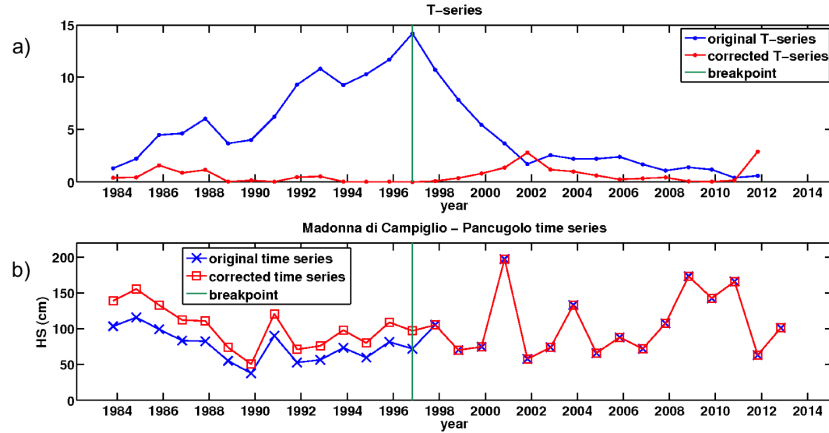 T−series
a)
15
10
5
0
original T−series
corrected T−series
breakpoint
1984 1986 1988 1990 1992 1994 1996 1998 2000 2002 2004 2006 2008 2010 2012 2014
year
Madonna di Campiglio − Pancugolo time series
b)
HS (cm)
200
150
100
50
0
original time series
corrected time series
breakpoint
1984 1986 1988 1990 1992 1994 1996 1998 2000 2002 2004 2006 2008 2010 2012 2014
year